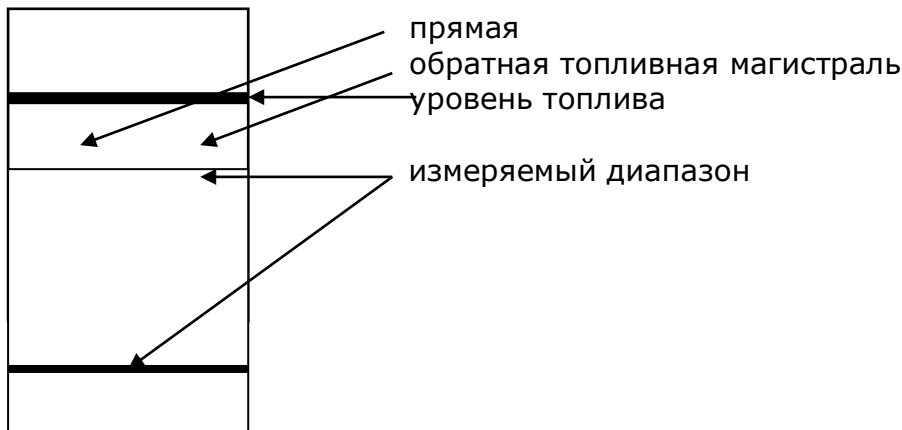 прямая
обратная топливная магистраль
уровень топлива
измеряемый диапазон